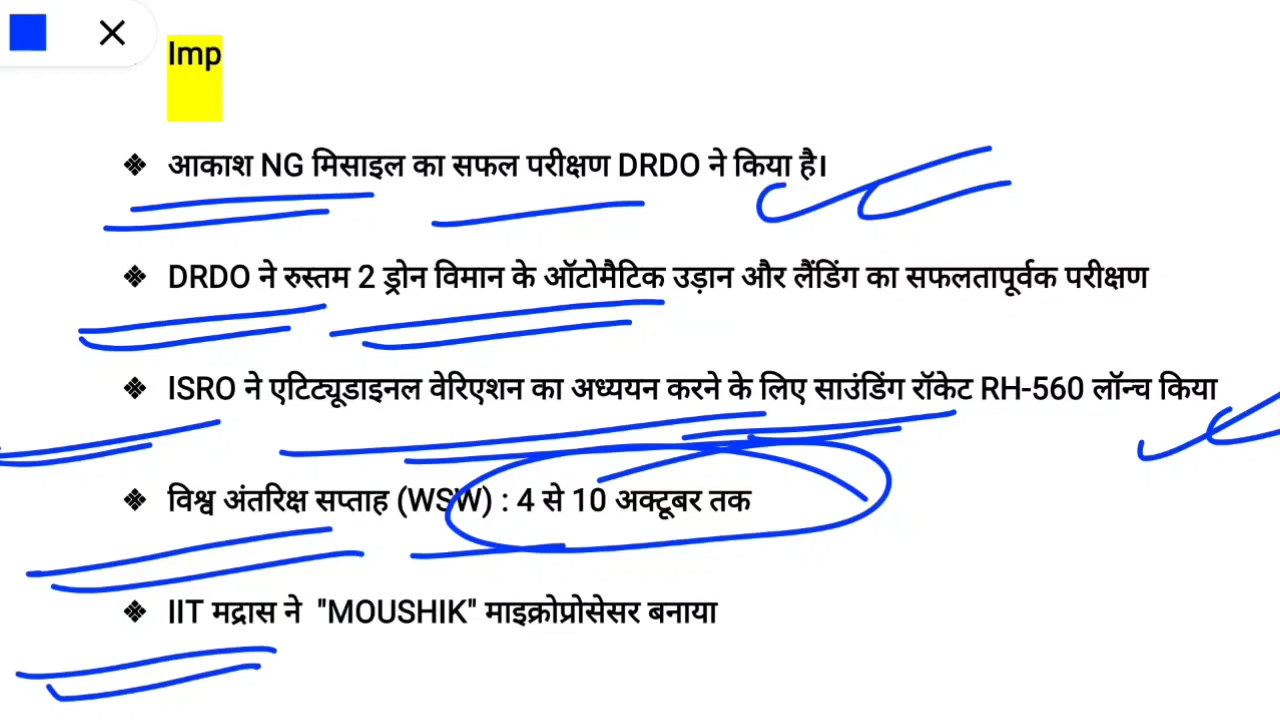 Imp
❖ आकाश NG मिसाइल का सफल परीक्षण DRDO ने किया है।
❖ DRDO ने रुस्तम 2 ड्रोन विमान के ऑटोमैटिक उड़ान और लैंडिंग का सफलतापूर्वक परीक्षण
❖ ISRO ने एटिट्यूडाइनल वेरिएशन का अध्ययन करने के लिए साउंडिंग रॉकेट RH-560 लॉन्च किया
❖ विश्व अंतरिक्ष सप्ताह (WSW) : 4 से 10 अक्टूबर तक
❖ IIT मद्रास ने "MOUSHIK" माइक्रोप्रोसेसर बनाया